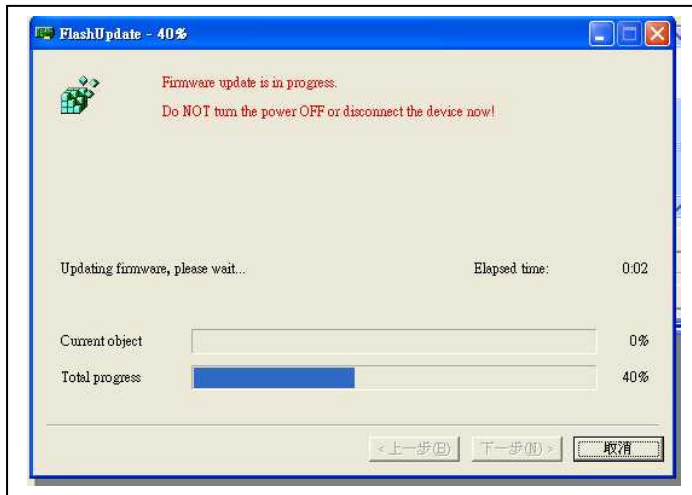 FlashUpdate - 40%
Firmware update is in progress.
Do NOT turn the power OFF or disconnect the device now!
Updating firmware, please wait... Elapsed time: 0:02
Current object 0%
Total progress 40%
<上一步(B) 下一步(N)> 取消